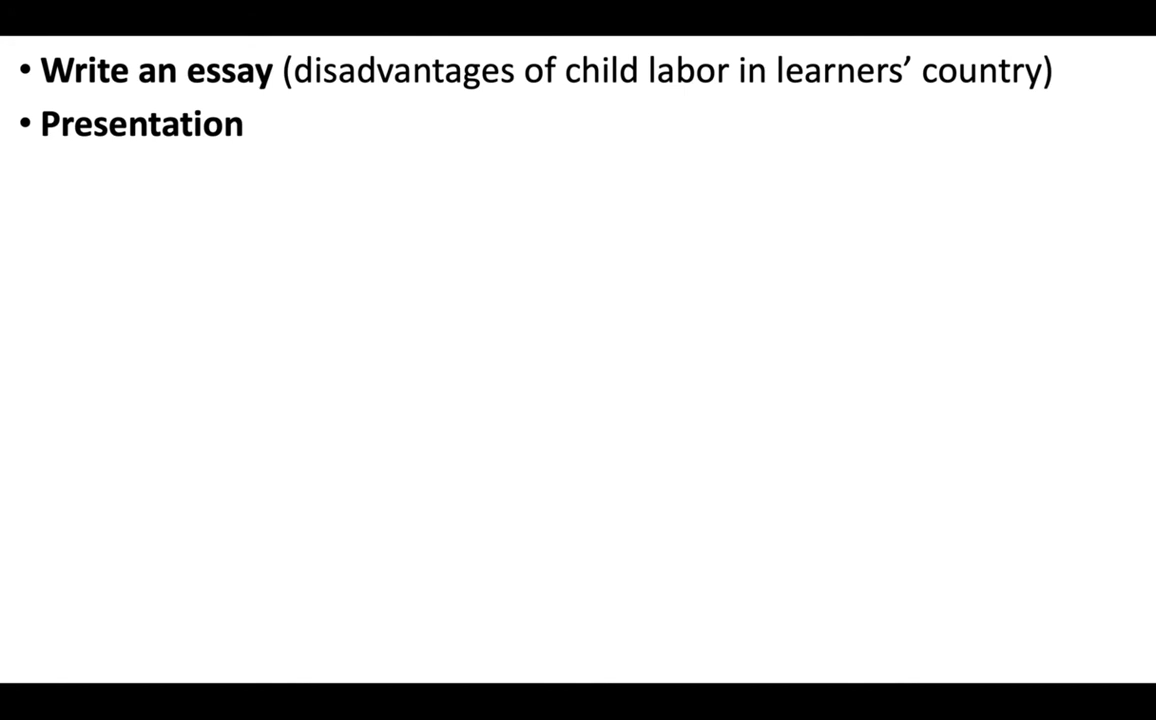 • Write an essay (disadvantages of child labor in learners’ country)
• Presentation